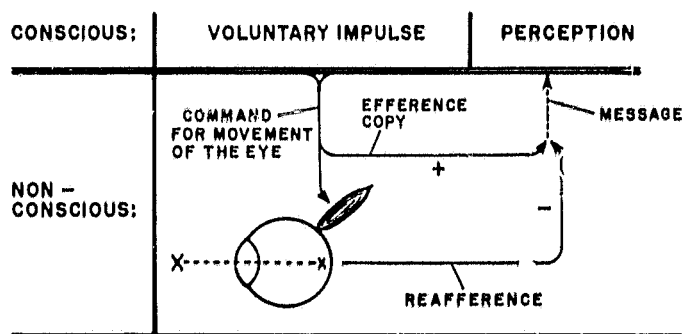 CONSCIOUS:
VOLUNTARY IMPULSE
PERCEPTION
COMMAND
FOR MOVEMENT
OF THE EYE
EFFERENCE
COPY
MESSAGE
+
NON-
CONSCIOUS:
-
X
X
REAFFERENCE